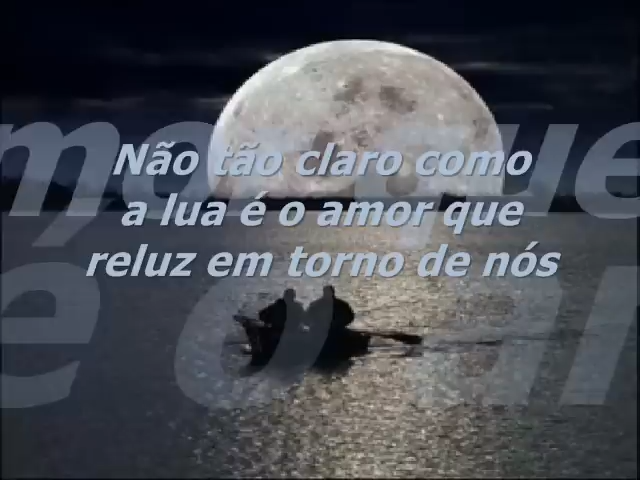 Não tão claro como
a lua é o amor que
reluz em torno de nós